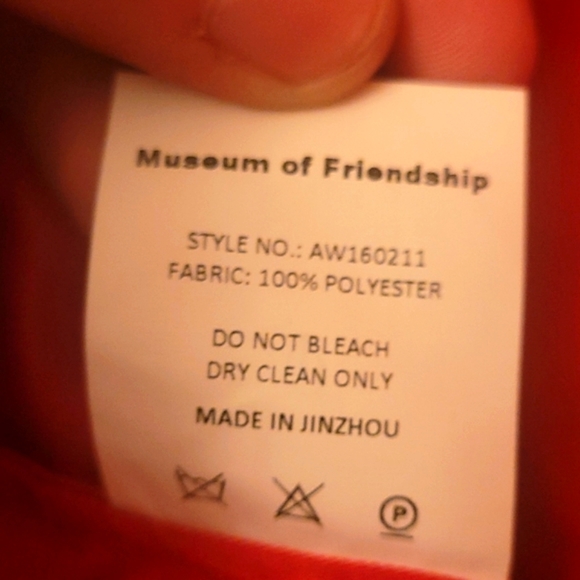 Museum of Friendship
STYLE NO.: AW160211
FABRIC: 100% POLYESTER
DO NOT BLEACH
DRY CLEAN ONLY
MADE IN JINZHOU
P